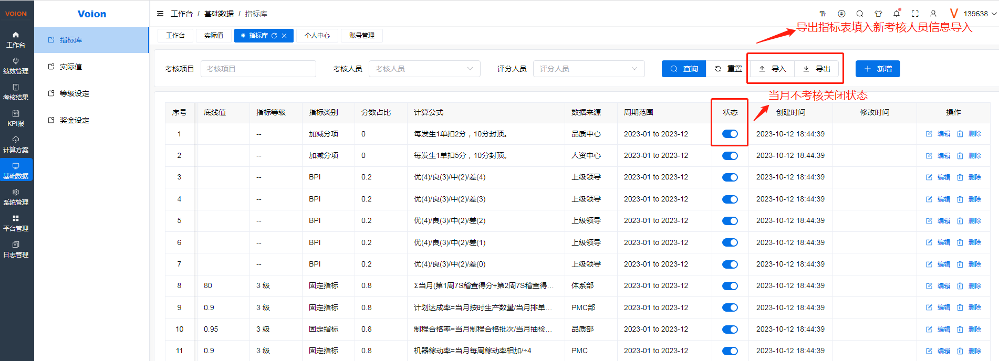 VOION
Voion
工作台 / 基础数据 / 指标库
139638
工作台
绩效管理
考核结果
KPI报
计算方案
基础数据
系统管理
平台管理
日志管理
指标库
实际值
等级设定
奖金设定
工作台 实际值 指标库 个人中心 账号管理
导出指标表填入新考核人员信息导入
考核项目 考核项目 考核人员 考核人员 评分人员 评分人员 查询 重置 导入 导出 新增
当月不考核关闭状态
序号 底线值 指标等级 指标类别 分数占比 计算公式 数据来源 周期范围 状态 创建时间 修改时间 操作
1 -- 加减分项 0 每发生1单扣2分，10分封顶。 品质中心 2023-01 to 2023-12 2023-10-12 18:44:39 编辑 删除
2 -- 加减分项 0 每发生1单扣5分，10分封顶。 人资中心 2023-01 to 2023-12 2023-10-12 18:44:39 编辑 删除
3 -- BPI 0.2 优(4)/良(3)/中(2)/差(4) 上级领导 2023-01 to 2023-12 2023-10-12 18:44:39 编辑 删除
4 -- BPI 0.2 优(4)/良(3)/中(2)/差(3) 上级领导 2023-01 to 2023-12 2023-10-12 18:44:39 编辑 删除
5 -- BPI 0.2 优(4)/良(3)/中(2)/差(2) 上级领导 2023-01 to 2023-12 2023-10-12 18:44:39 编辑 删除
6 -- BPI 0.2 优(4)/良(3)/中(2)/差(1) 上级领导 2023-01 to 2023-12 2023-10-12 18:44:39 编辑 删除
7 -- BPI 0.2 优(4)/良(3)/中(2)/差(0) 上级领导 2023-01 to 2023-12 2023-10-12 18:44:39 编辑 删除
8 80 3 级 固定指标 0.8 Σ当月(第1周7S稽查得分+第2周7S稽查得... 体系部 2023-01 to 2023-12 2023-10-12 18:44:39 编辑 删除
9 0.9 3 级 固定指标 0.8 计划达成率=当月按时生产数量/当月排单... PMC部 2023-01 to 2023-12 2023-10-12 18:44:39 编辑 删除
10 0.95 3 级 固定指标 0.8 制程合格率=当月制程合格批次/当月抽检... 品质部 2023-01 to 2023-12 2023-10-12 18:44:39 编辑 删除
11 0.9 3 级 固定指标 0.8 机器稼动率=当月每周稼动率相加/÷4 PMC 2023-01 to 2023-12 2023-10-12 18:44:39 编辑 删除